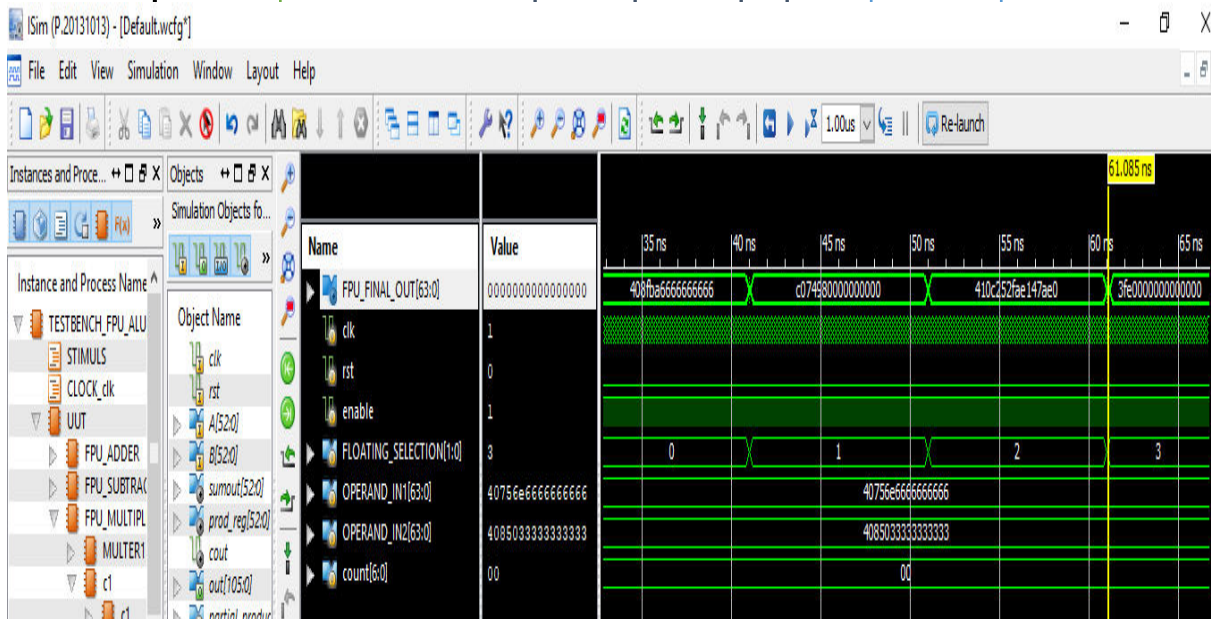 ISim (P.20131013) - [Default.wcfg*]
File Edit View Simulation Window Layout Help
1.00us
Re-launch
Instances and Proce...
Objects
Simulation Objects fo...
F(x)
»
»
Instance and Process Name
TESTBENCH_FPU_ALU
STIMULS
CLOCK_clk
UUT
FPU_ADDER
FPU_SUBTRAC
FPU_MULTIPL
MULTER1
c1
c1
Object Name
clk
rst
A[52:0]
B[52:0]
sumout[52:0]
prod_reg[52:0]
cout
out[105:0]
partial_produc
Name Value
FPU_FINAL_OUT[63:0] 0000000000000000
clk 1
rst 0
enable 1
FLOATING_SELECTION[1:0] 3
OPERAND_IN1[63:0] 40756e6666666666
OPERAND_IN2[63:0] 4085033333333333
count[6:0] 00
61.085 ns
35 ns 40 ns 45 ns 50 ns 55 ns 60 ns 65 ns
408fba6666666666 c074980000000000 410c252fae147ae0 3fe0000000000000
0 1 2 3
40756e6666666666
4085033333333333
00